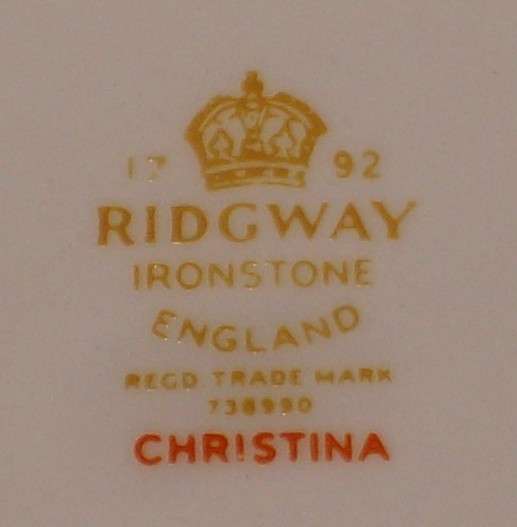 17 92
RIDGWAY
IRONSTONE
ENGLAND
REGD. TRADE MARK
738990
CHRISTINA